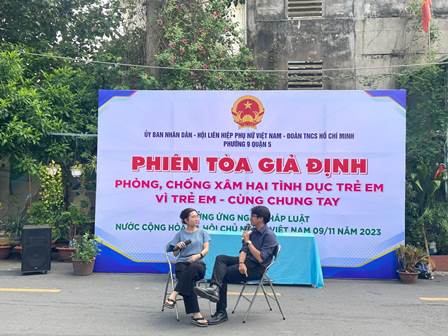 ỦY BAN NHÂN DÂN - HỘI LIÊN HIỆP PHỤ NỮ VIỆT NAM - ĐOÀN TNCS HỒ CHÍ MINH
PHƯỜNG 9 QUẬN 5
PHIÊN TÒA GIẢ ĐỊNH
PHÒNG, CHỐNG XÂM HẠI TÌNH DỤC TRẺ EM
VÌ TRẺ EM - CÙNG CHUNG TAY
ỨNG NGÀY PHÁP LUẬT
NƯỚC CỘNG HÒA HỘI CHỦ VIỆT NAM 09/11 NĂM 2023